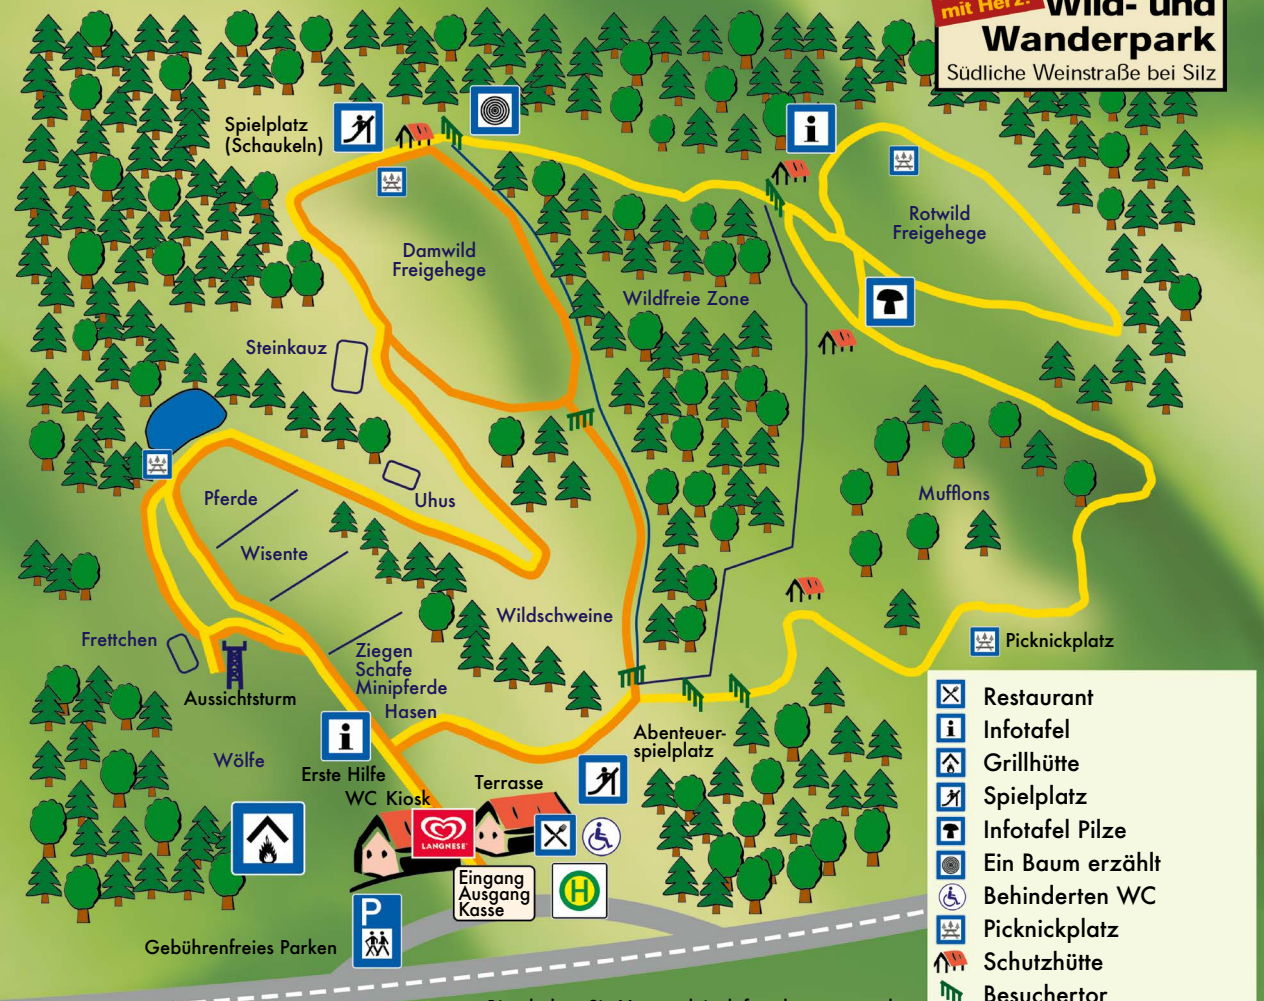 mit Herz!
Wild- und
Wanderpark
Südliche Weinstraße bei Silz
Spielplatz
(Schaukeln)
i
Damwild
Freigehege
Rotwild
Freigehege
Wildfreie Zone
Steinkauz
Uhus
Pferde
Mufflons
Wisente
Wildschweine
Frettchen
Ziegen
Schafe
Minipferde
Hasen
Aussichtsturm
Picknickplatz
i
Wölfe
Abenteuer-
spielplatz
Erste Hilfe
WC Kiosk
Terrasse
LANGNESE
Eingang
Ausgang
Kasse
H
P
Gebührenfreies Parken
Restaurant
i
Infotafel
Grillhütte
Spielplatz
Infotafel Pilze
Ein Baum erzählt
Behinderten WC
Picknickplatz
Schutzhütte
Besuchertor